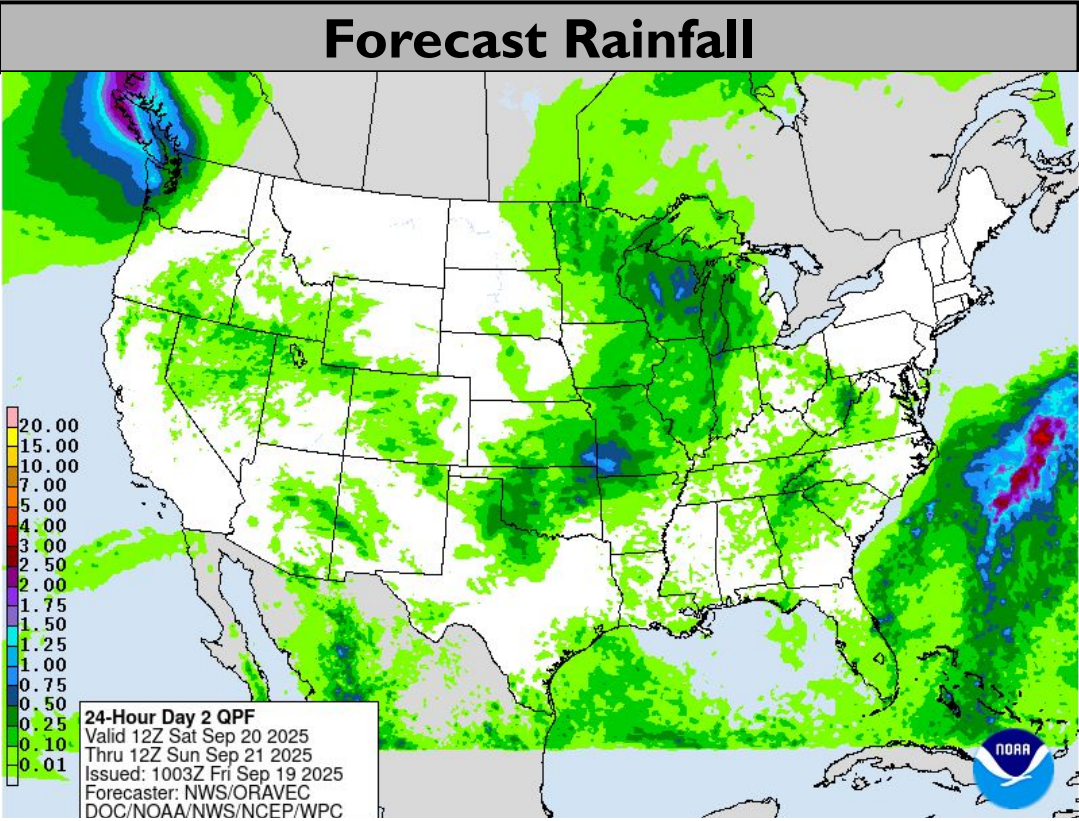 Forecast Rainfall
20.00
15.00
10.00
7.00
5.00
4.00
3.00
2.50
2.00
1.75
1.50
1.25
1.00
0.75
0.50
0.25
0.10
0.01
24-Hour Day 2 QPF
Valid 12Z Sat Sep 20 2025
Thru 12Z Sun Sep 21 2025
Issued: 1003Z Fri Sep 19 2025
Forecaster: NWS/ORAVEC
DOC/NOAA/NWS/NCEP/WPC
NOAA